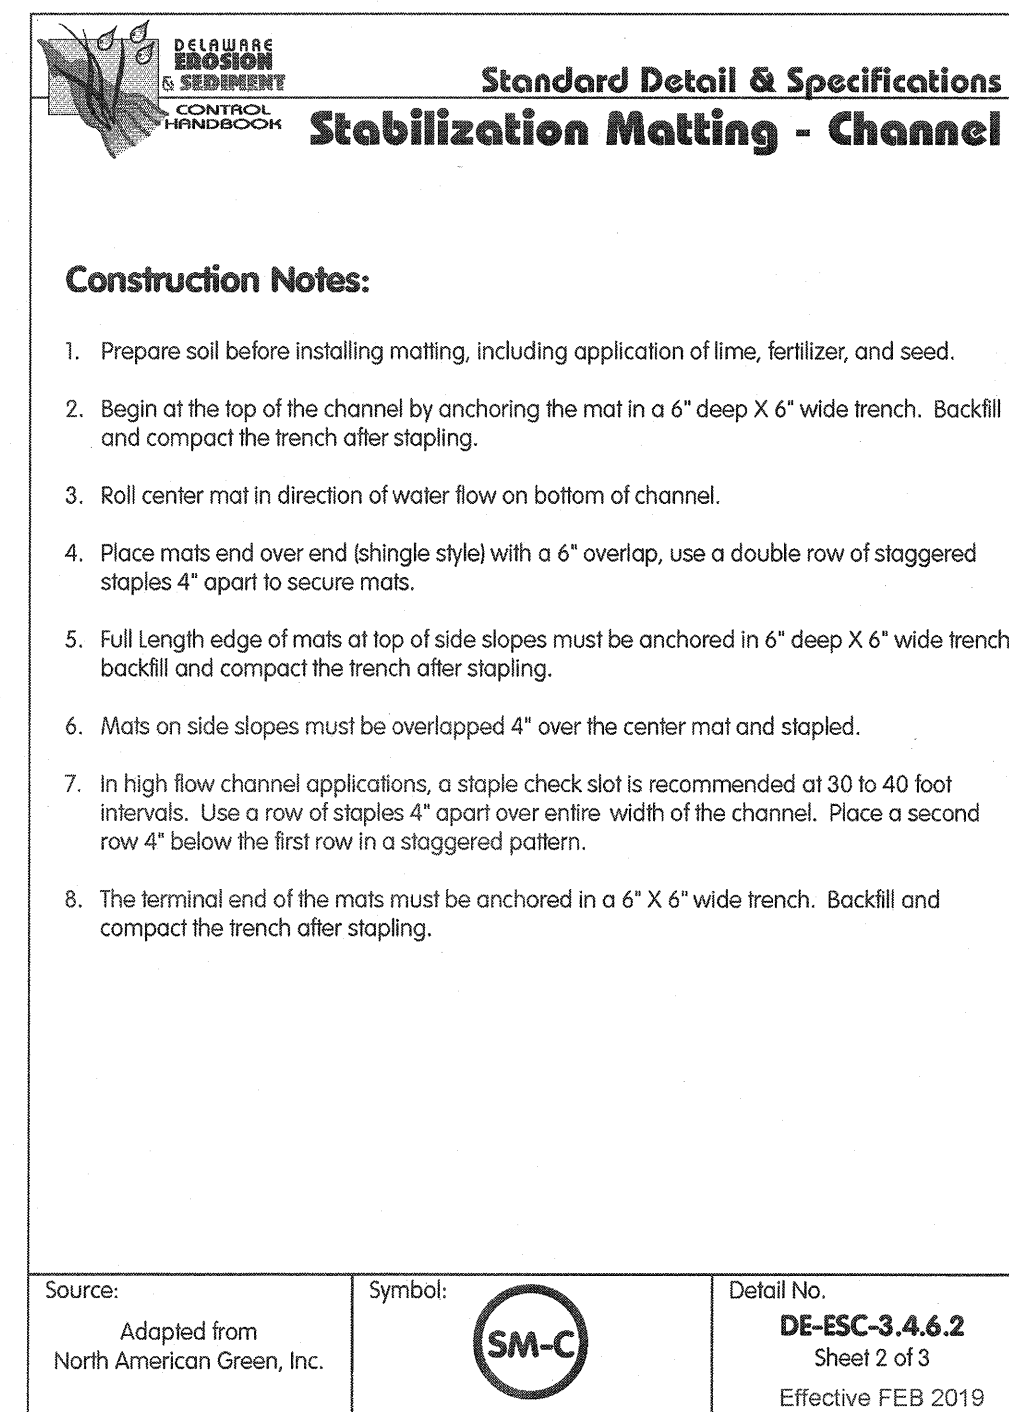 DELAWARE
EROSION
& SEDIMENT
CONTROL
HANDBOOK
Standard Detail & Specifications
Stabilization Matting - Channel
Construction Notes:
1. Prepare soil before installing matting, including application of lime, fertilizer, and seed.
2. Begin at the top of the channel by anchoring the mat in a 6" deep X 6" wide trench. Backfill
and compact the trench after stapling.
3. Roll center mat in direction of water flow on bottom of channel.
4. Place mats end over end (shingle style) with a 6" overlap, use a double row of staggered
staples 4" apart to secure mats.
5. Full Length edge of mats at top of side slopes must be anchored in 6" deep X 6" wide trench
backfill and compact the trench after stapling.
6. Mats on side slopes must be overlapped 4" over the center mat and stapled.
7. In high flow channel applications, a staple check slot is recommended at 30 to 40 foot
intervals. Use a row of staples 4" apart over entire width of the channel. Place a second
row 4" below the first row in a staggered pattern.
8. The terminal end of the mats must be anchored in a 6" X 6" wide trench. Backfill and
compact the trench after stapling.
Source:
Adapted from
North American Green, Inc.
Symbol:
SM-C
Detail No.
DE-ESC-3.4.6.2
Sheet 2 of 3
Effective FEB 2019